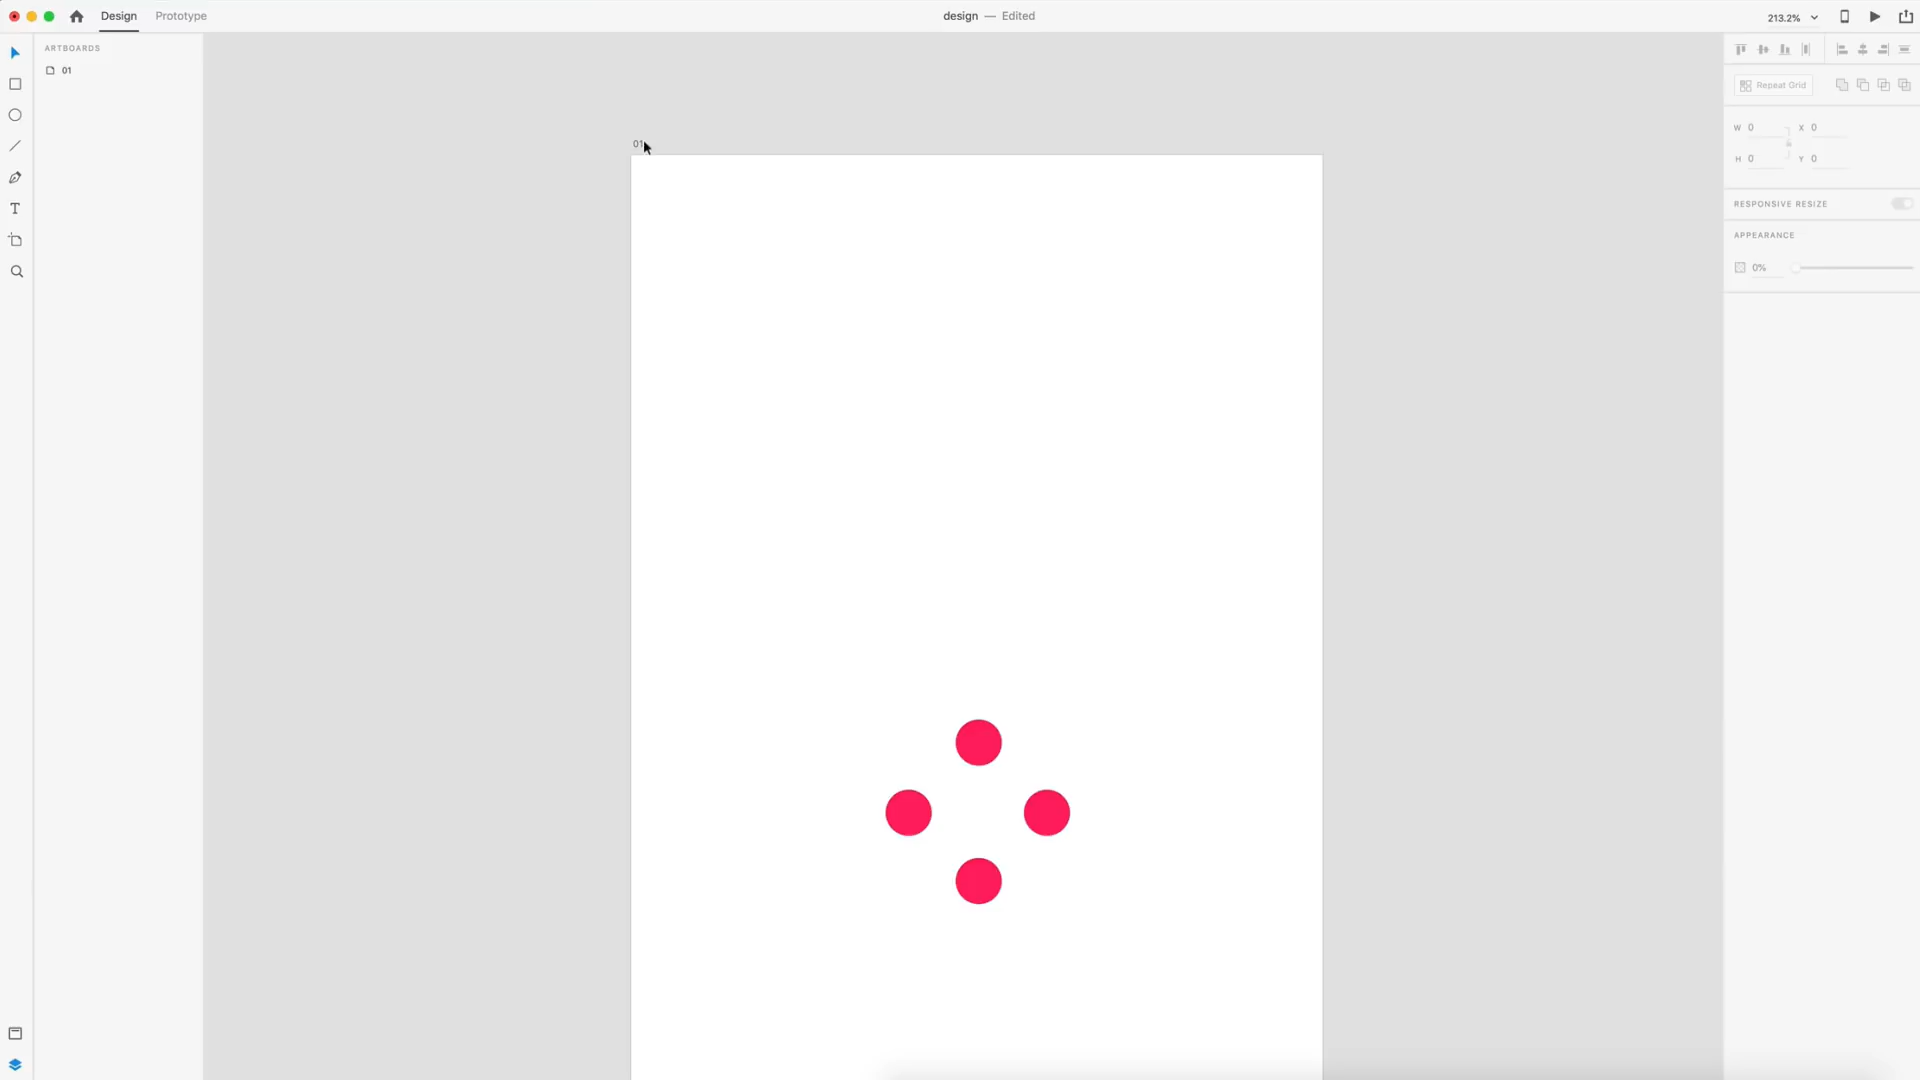 Design Prototype design — Edited 213.2%
ARTBOARDS
01
01
Repeat Grid
W 0 X 0
H 0 Y 0
RESPONSIVE RESIZE
APPEARANCE
0%
T